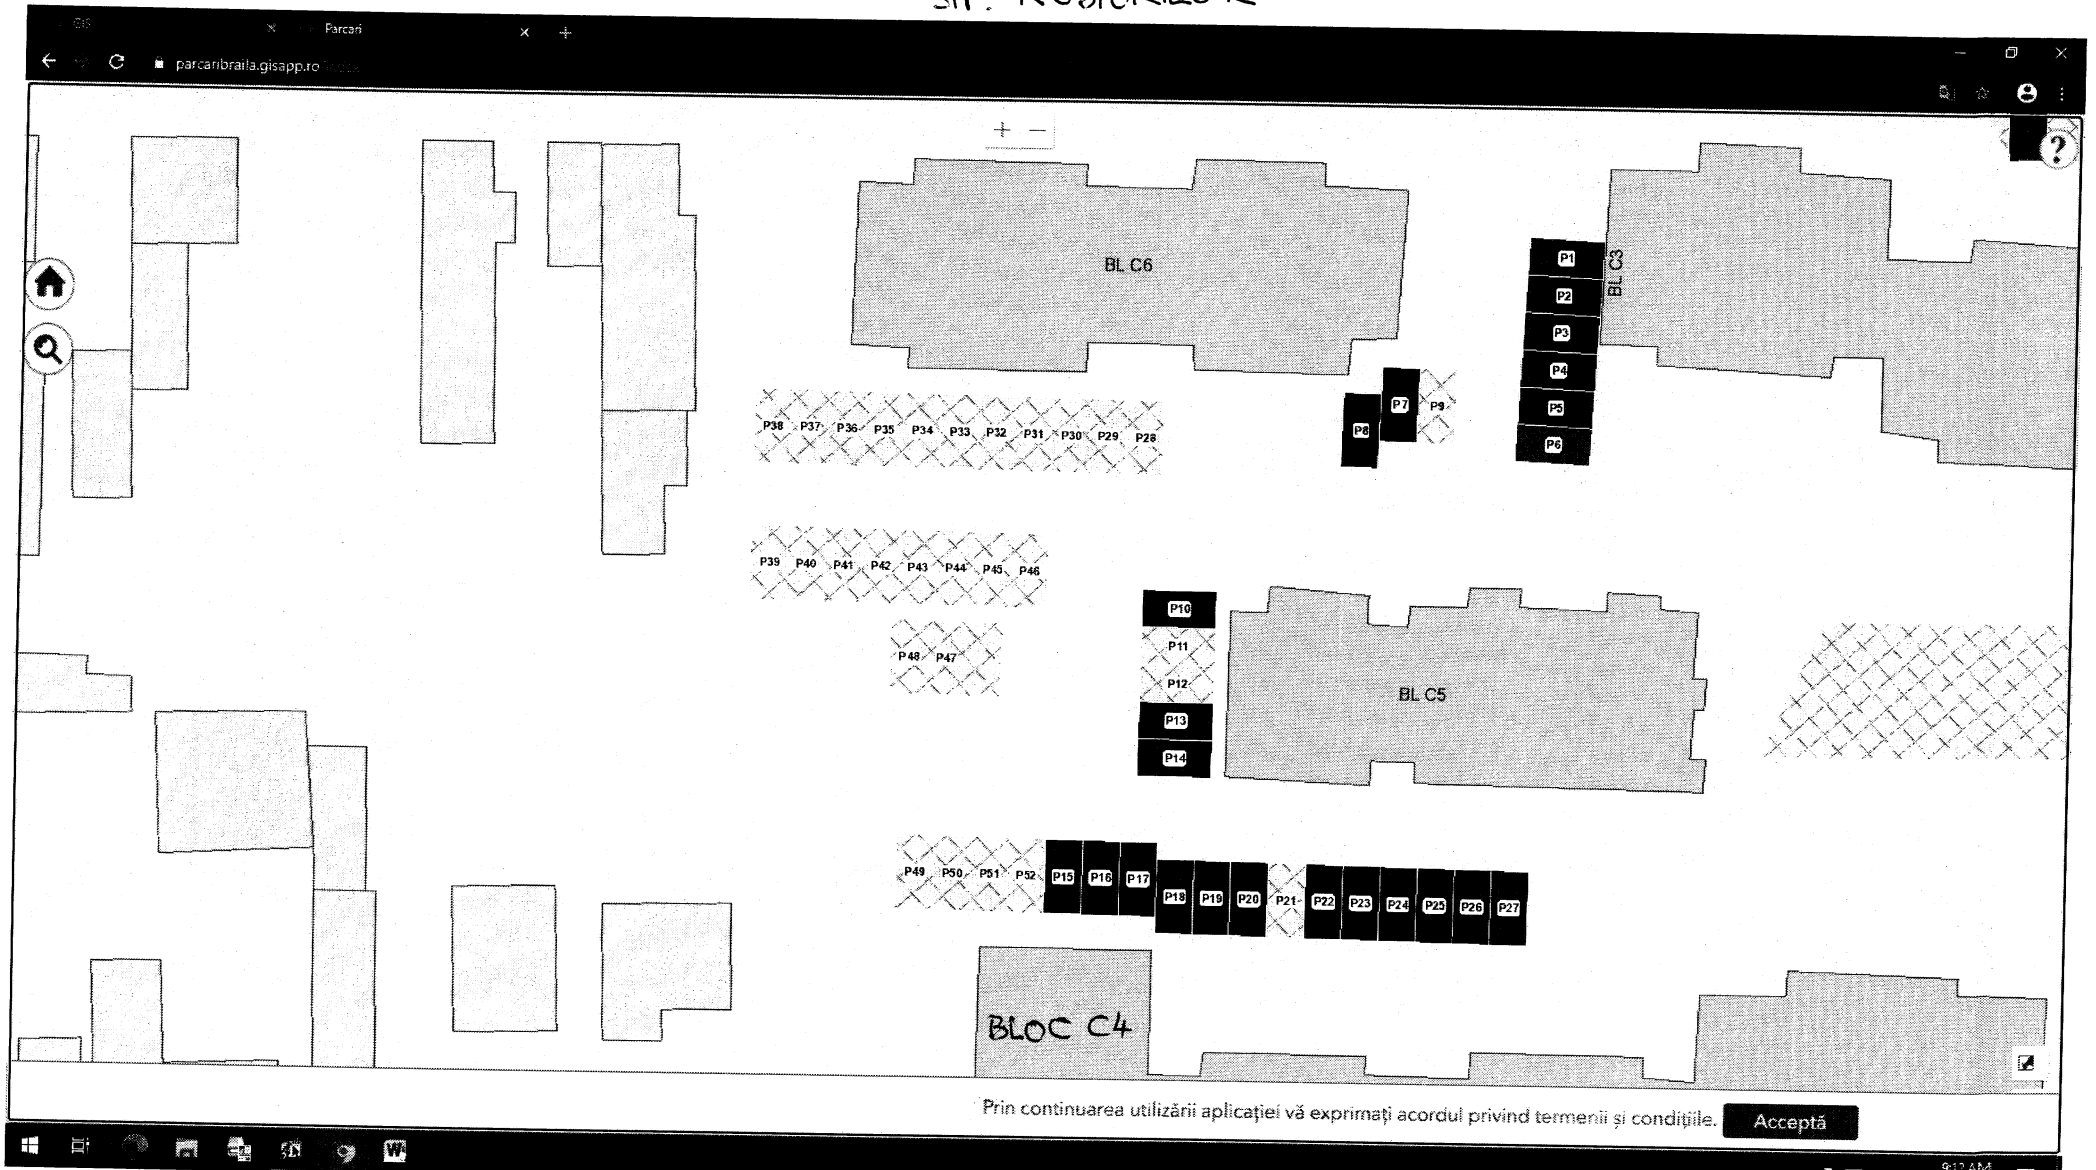 GIS
Parcari
parcaribraila.gisapp.ro
+ −
?
BL C6
BL C3
P1
P2
P3
P4
P5
P6
P7
P8
P9
P38 P37 P36 P35 P34 P33 P32 P31 P30 P29 P28
P39 P40 P41 P42 P43 P44 P45 P46
P48 P47
P10
P11
P12
P13
P14
BL C5
P49 P50 P51 P52 P15 P16 P17 P18 P19 P20 P21 P22 P23 P24 P25 P26 P27
BLOC C4
Prin continuarea utilizării aplicației vă exprimați acordul privind termenii și condițiile.
Acceptă
9:12 AM